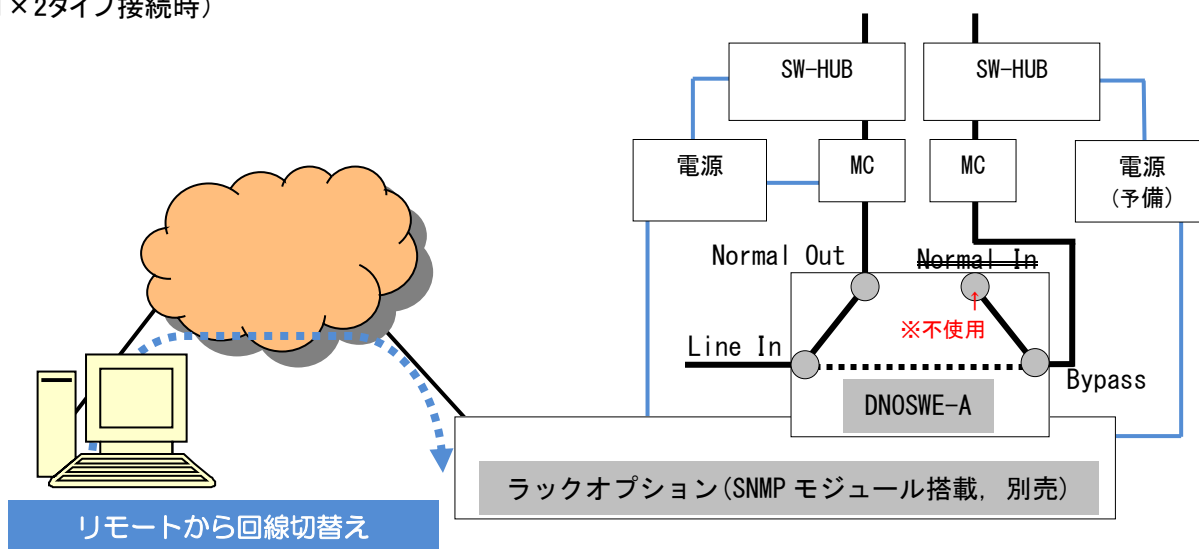 ×2タイプ接続時)
SW-HUB
SW-HUB
電源
MC
MC
電源
(予備)
Normal Out
Normal In
↑
※不使用
Line In
Bypass
DNOSWE-A
ラックオプション(SNMP モジュール搭載, 別売)
リモートから回線切替え